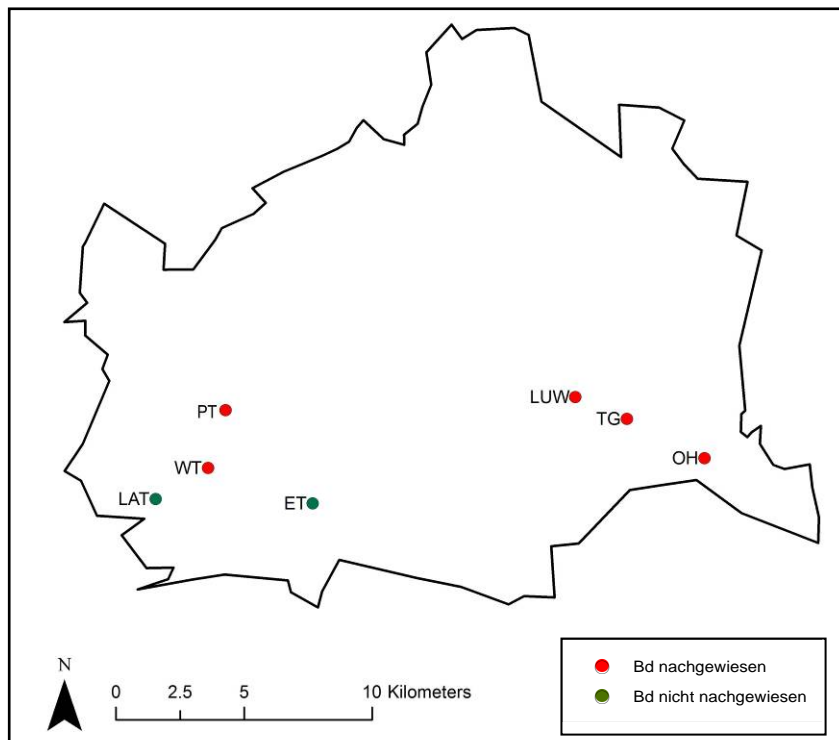 LUW
PT
TG
OH
WT
LAT
ET
N
0 2.5 5 10 Kilometers
Bd nachgewiesen
Bd nicht nachgewiesen